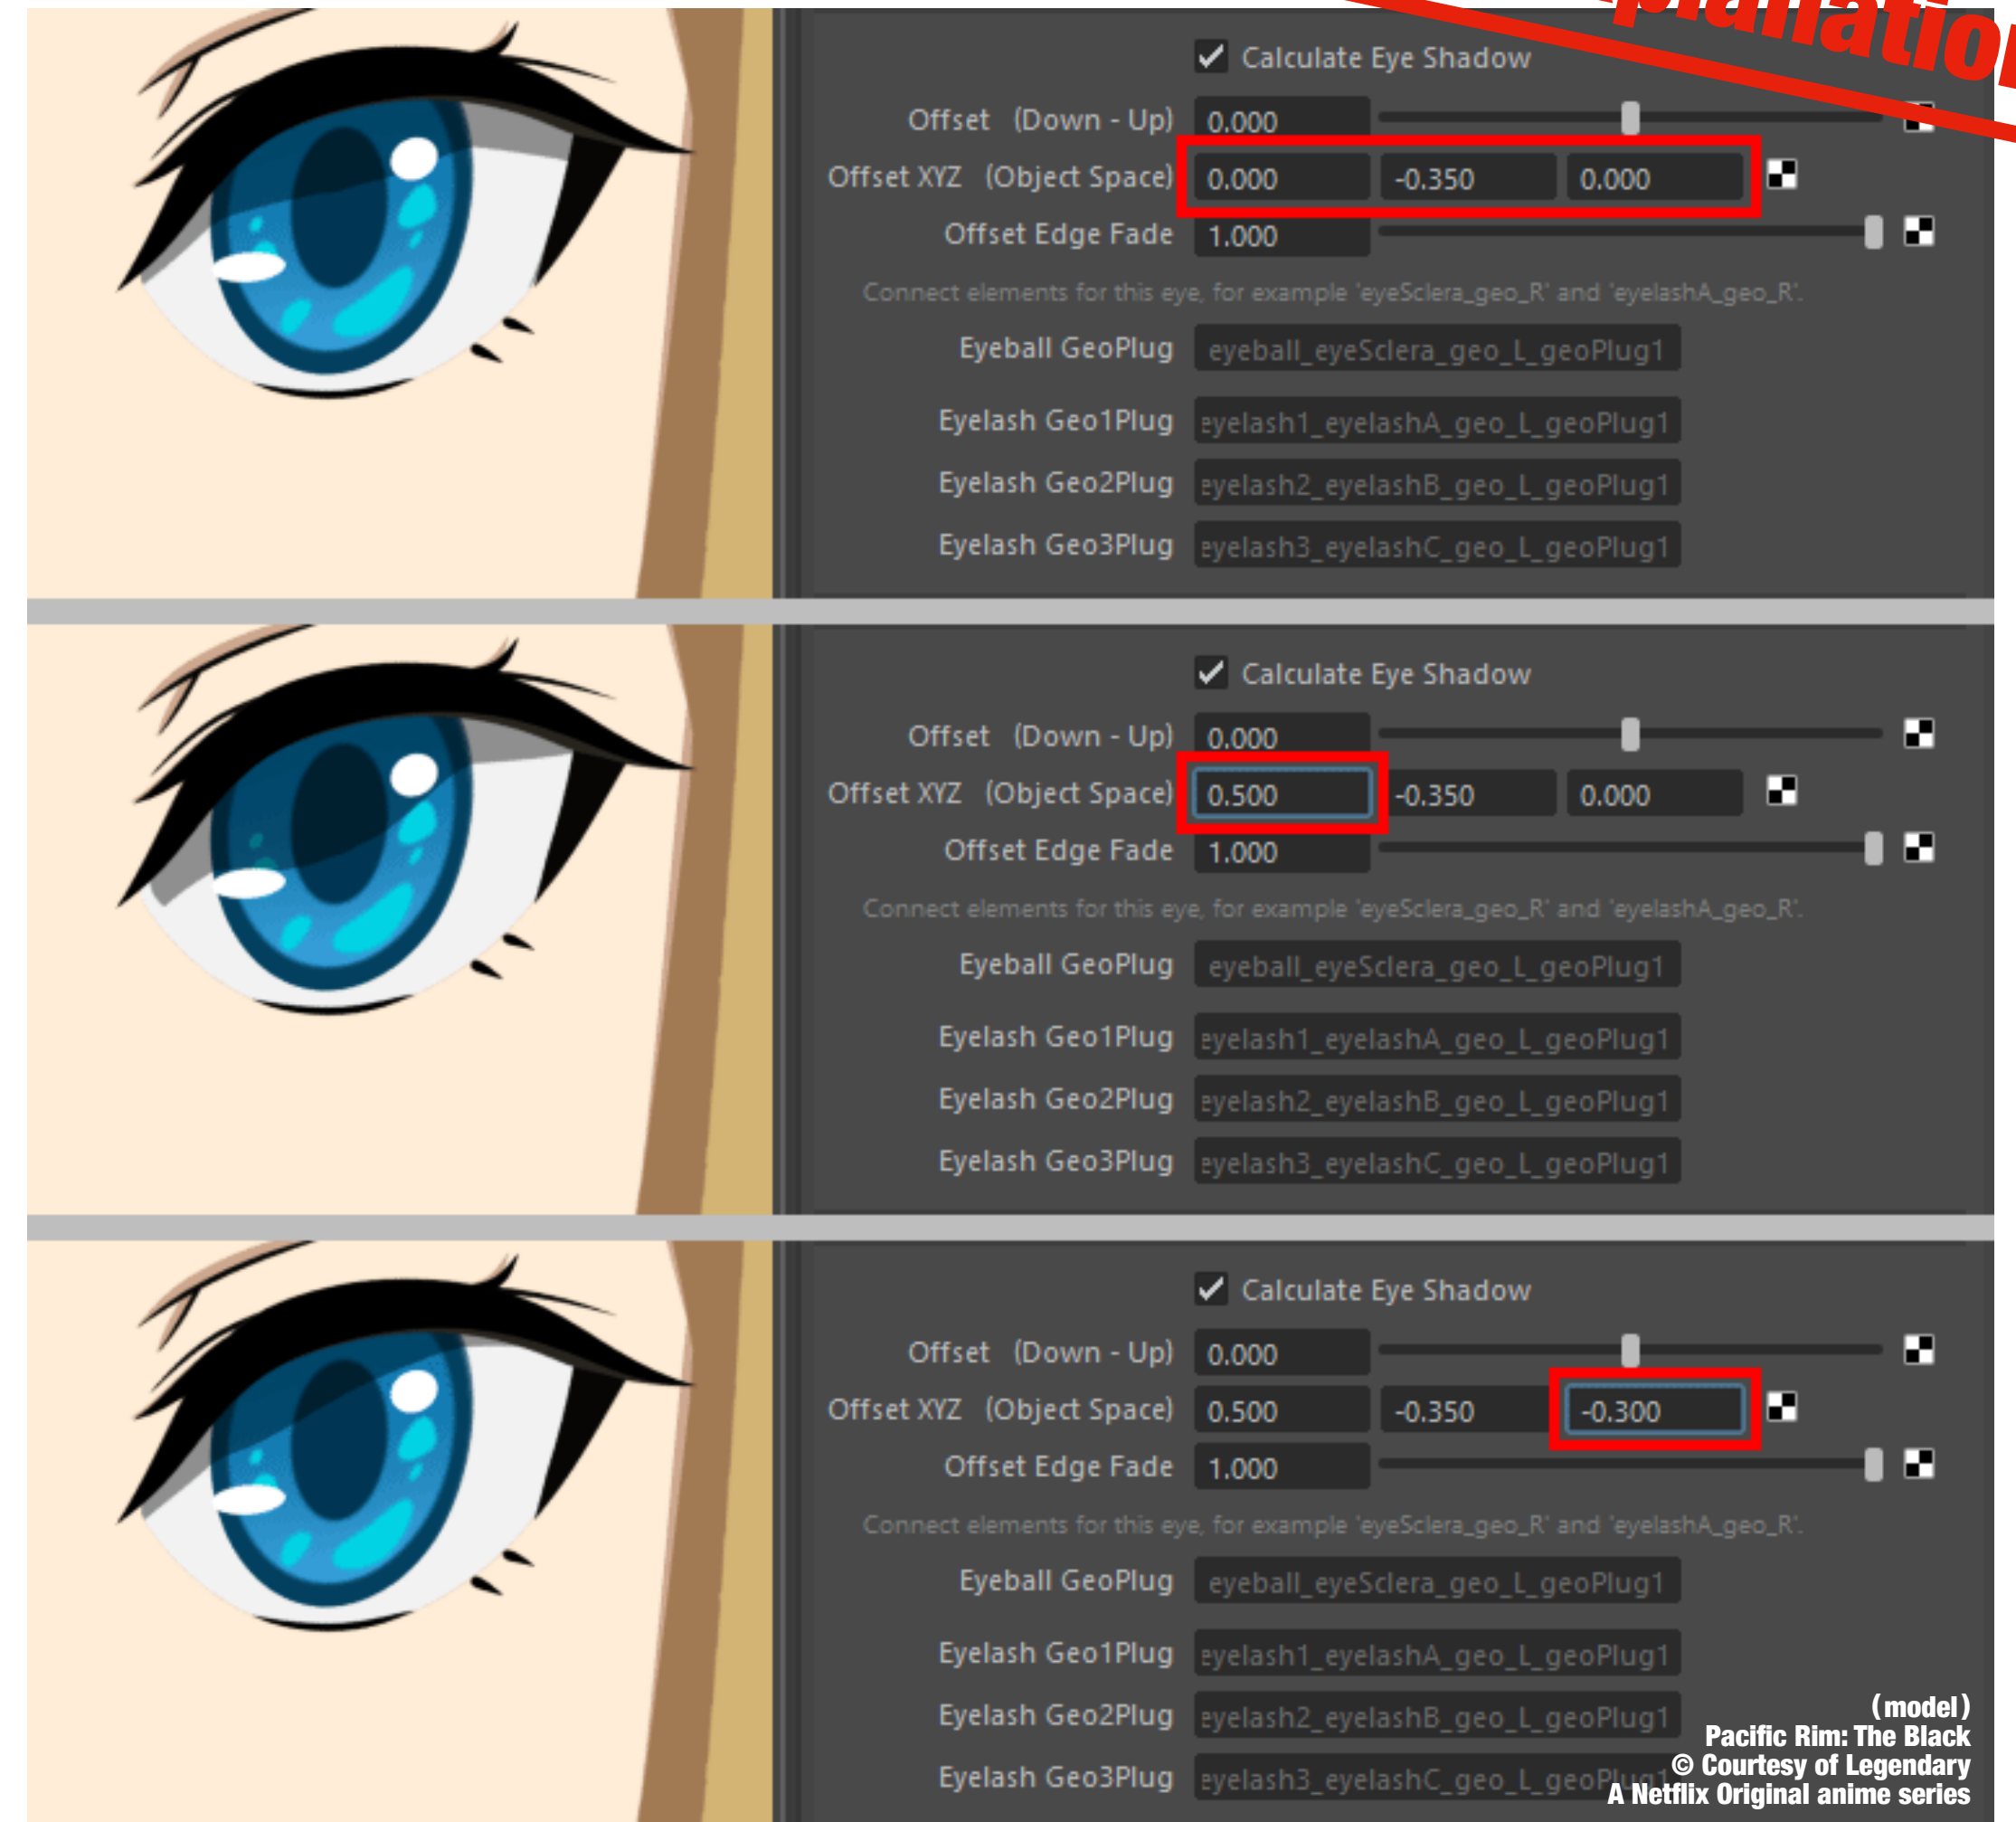 Calculate Eye Shadow
Offset (Down - Up) 0.000
Offset XYZ (Object Space) 0.000 -0.350 0.000
Offset Edge Fade 1.000
Connect elements for this eye, for example 'eyeSclera_geo_R' and 'eyelashA_geo_R'.
Eyeball GeoPlug eyeball_eyeSclera_geo_L_geoPlug1
Eyelash Geo1Plug eyelash1_eyelashA_geo_L_geoPlug1
Eyelash Geo2Plug eyelash2_eyelashB_geo_L_geoPlug1
Eyelash Geo3Plug eyelash3_eyelashC_geo_L_geoPlug1
Calculate Eye Shadow
Offset (Down - Up) 0.000
Offset XYZ (Object Space) 0.500 -0.350 0.000
Offset Edge Fade 1.000
Connect elements for this eye, for example 'eyeSclera_geo_R' and 'eyelashA_geo_R'.
Eyeball GeoPlug eyeball_eyeSclera_geo_L_geoPlug1
Eyelash Geo1Plug eyelash1_eyelashA_geo_L_geoPlug1
Eyelash Geo2Plug eyelash2_eyelashB_geo_L_geoPlug1
Eyelash Geo3Plug eyelash3_eyelashC_geo_L_geoPlug1
Calculate Eye Shadow
Offset (Down - Up) 0.000
Offset XYZ (Object Space) 0.500 -0.350 -0.300
Offset Edge Fade 1.000
Connect elements for this eye, for example 'eyeSclera_geo_R' and 'eyelashA_geo_R'.
Eyeball GeoPlug eyeball_eyeSclera_geo_L_geoPlug1
Eyelash Geo1Plug eyelash1_eyelashA_geo_L_geoPlug1
Eyelash Geo2Plug eyelash2_eyelashB_geo_L_geoPlug1
Eyelash Geo3Plug eyelash3_eyelashC_geo_L_geoPlug1
(model)
Pacific Rim: The Black
© Courtesy of Legendary
A Netflix Original anime series